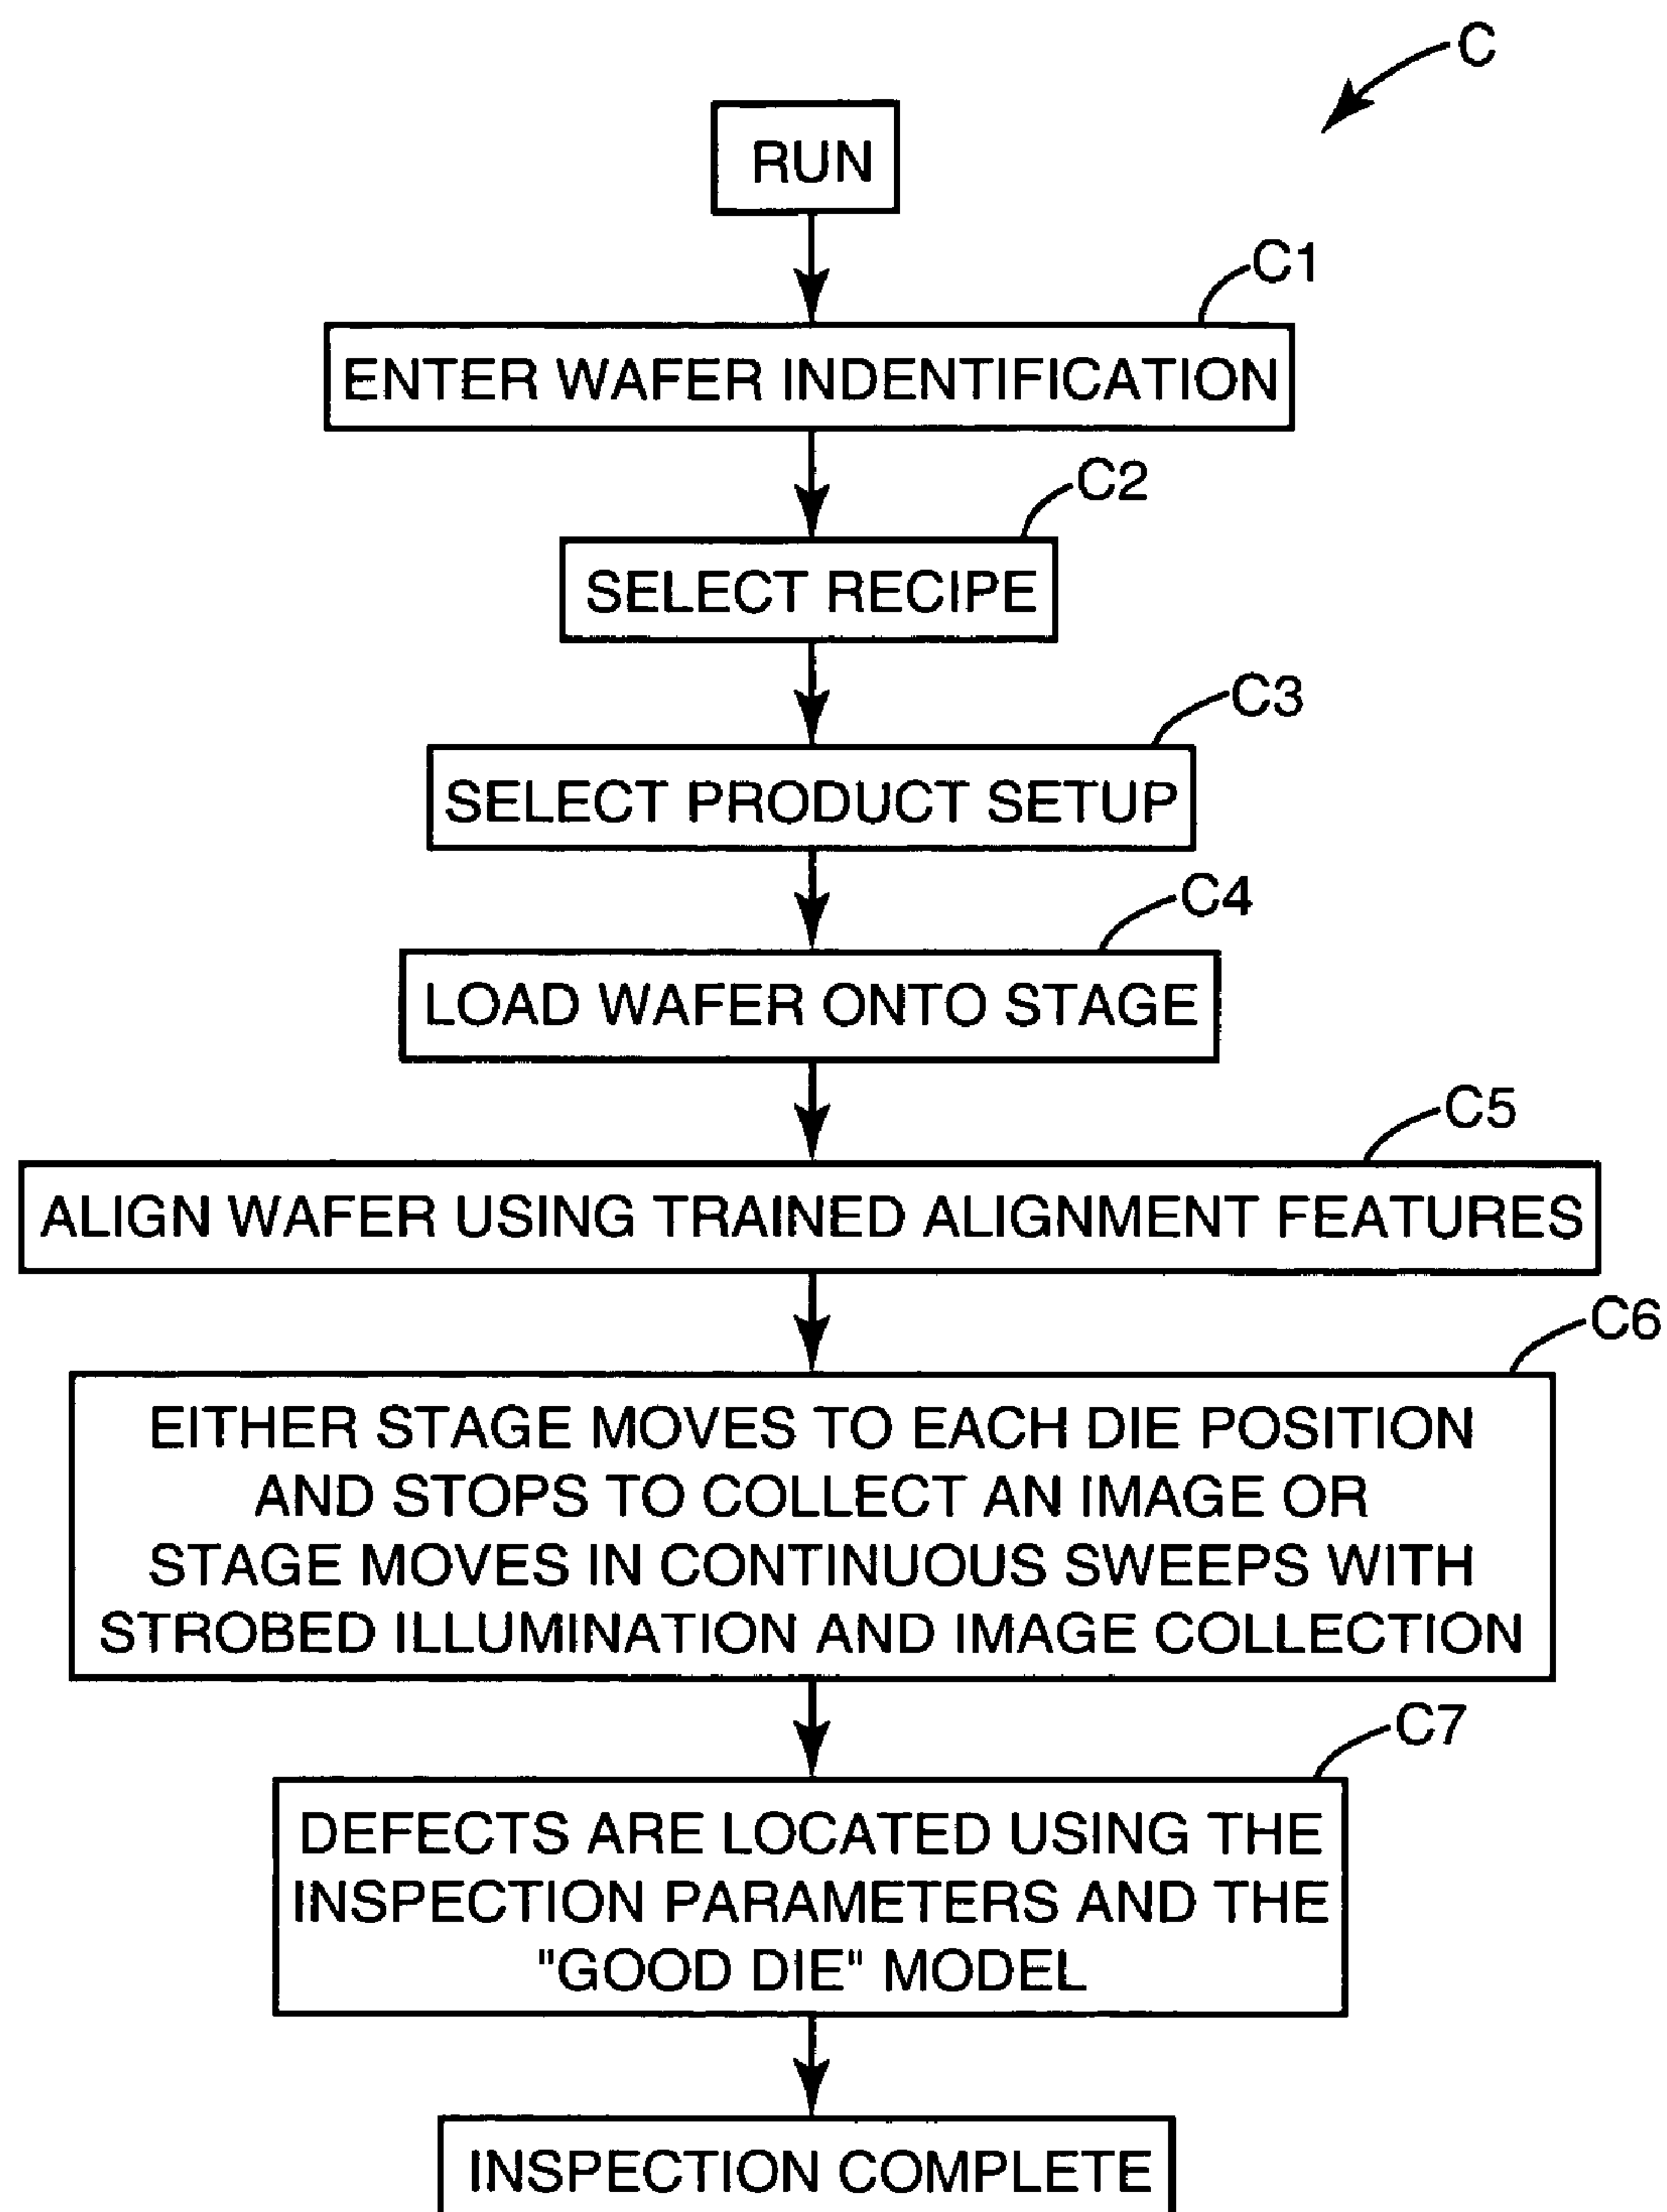 C
RUN
C1
ENTER WAFER INDENTIFICATION
C2
SELECT RECIPE
C3
SELECT PRODUCT SETUP
C4
LOAD WAFER ONTO STAGE
C5
ALIGN WAFER USING TRAINED ALIGNMENT FEATURES
C6
EITHER STAGE MOVES TO EACH DIE POSITION
AND STOPS TO COLLECT AN IMAGE OR
STAGE MOVES IN CONTINUOUS SWEEPS WITH
STROBED ILLUMINATION AND IMAGE COLLECTION
C7
DEFECTS ARE LOCATED USING THE
INSPECTION PARAMETERS AND THE
"GOOD DIE" MODEL
INSPECTION COMPLETE